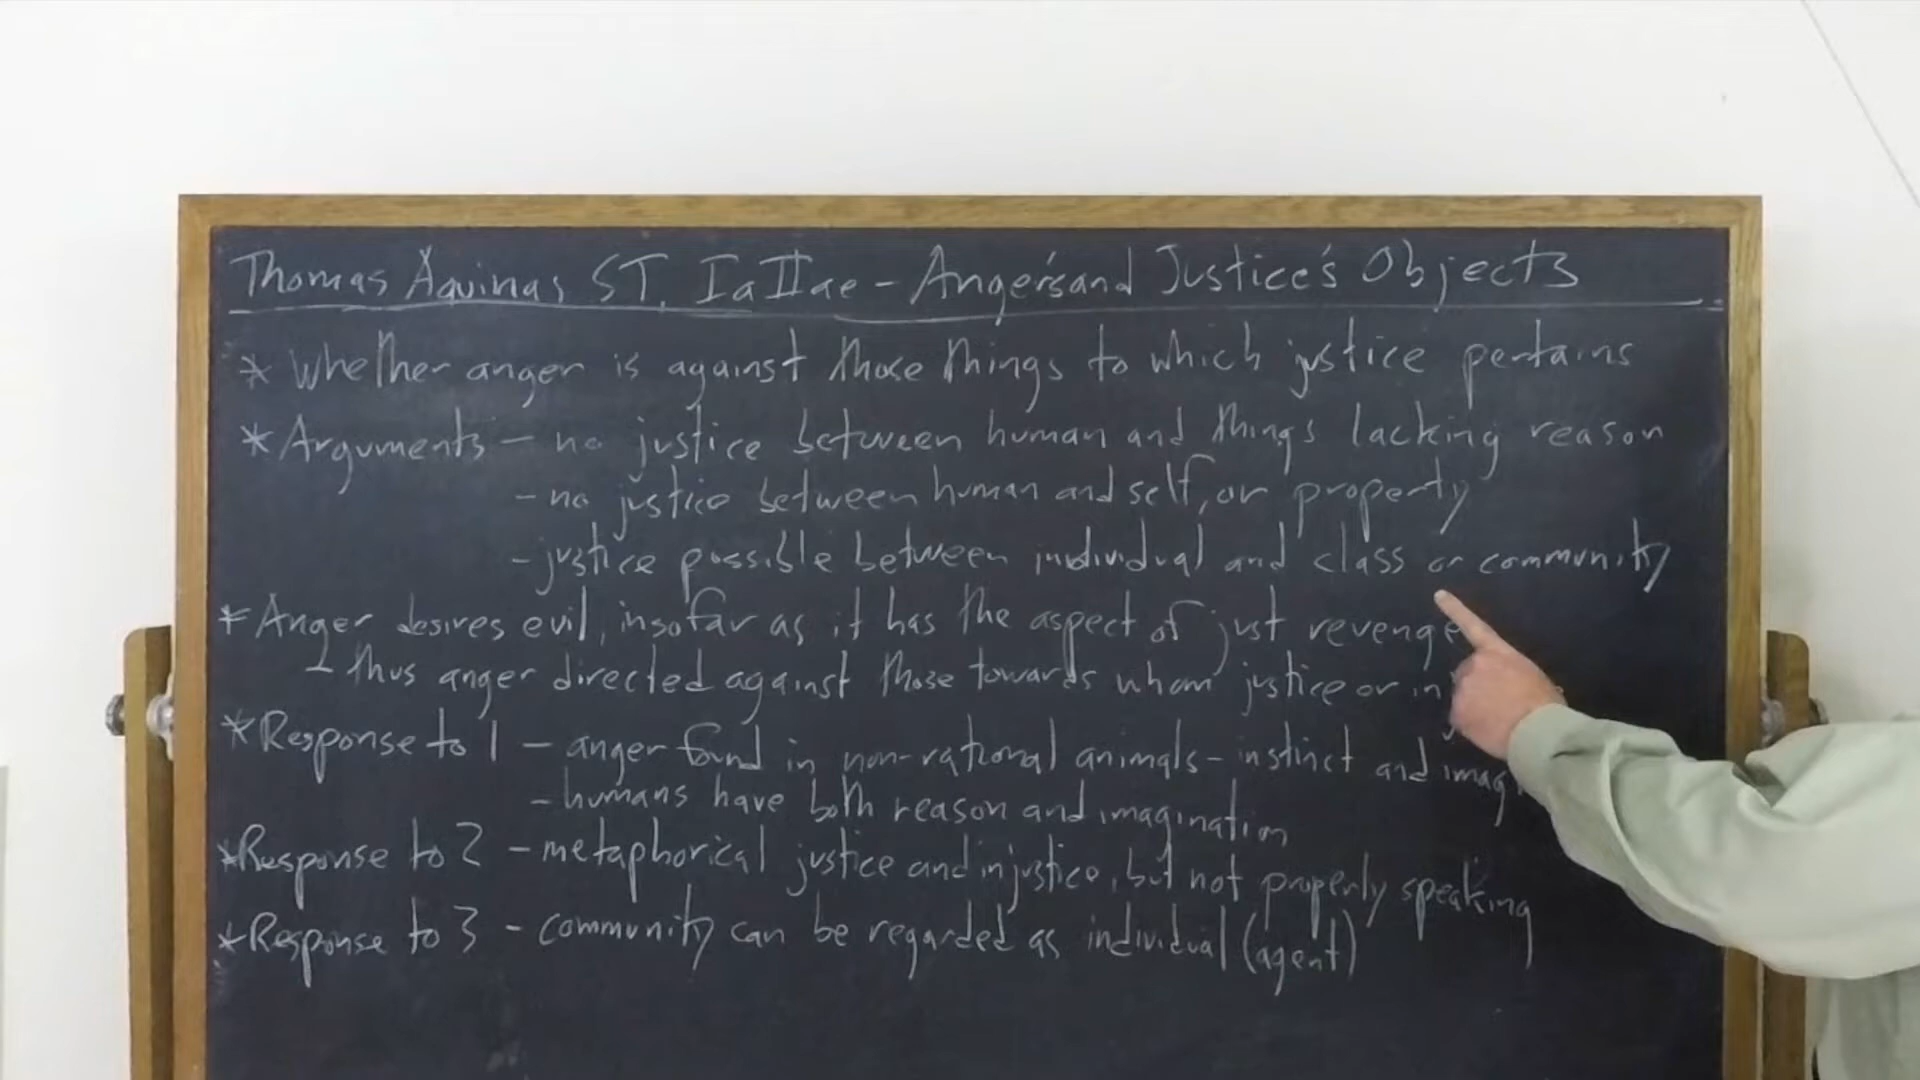 Thomas Aquinas ST. Ia IIae - Anger's and Justice's Objects
* Whether anger is against those things to which justice pertains
* Arguments - no justice between human and things lacking reason
- no justice between human and self, or property
- justice possible between individual and class or community
* Anger desires evil, insofar as it has the aspect of just revenge
- thus anger directed against those towards whom justice or in
* Response to 1 - anger found in non-rational animals - instinct and imag
- humans have both reason and imagination
* Response to 2 - metaphorical justice and injustice, but not properly speaking
* Response to 3 - community can be regarded as individual (agent)